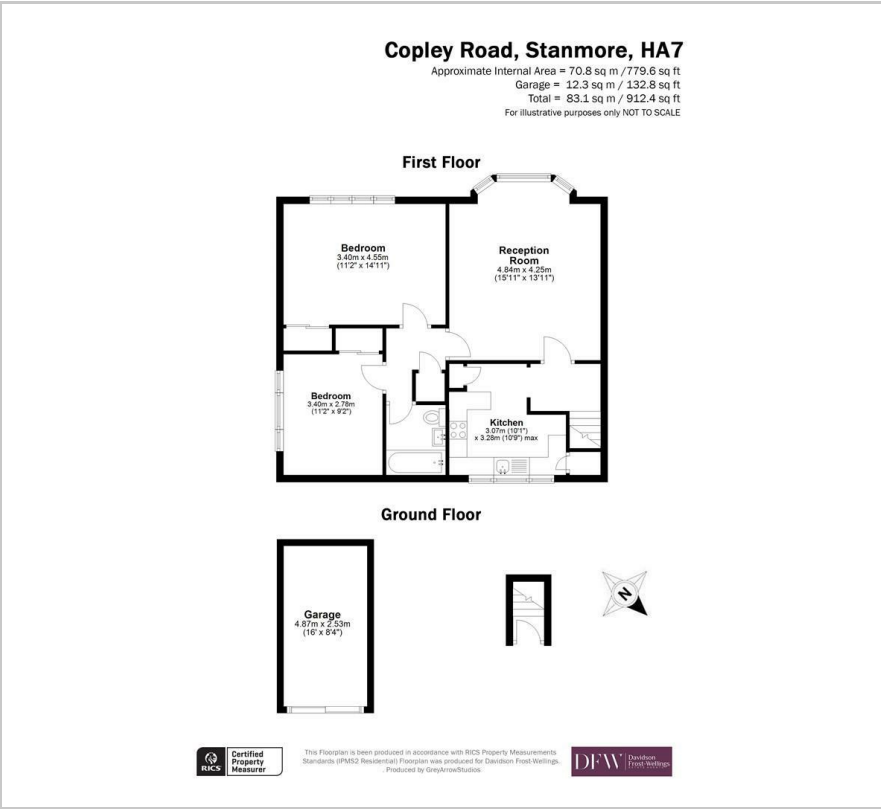 Copley Road, Stanmore, HA7
Approximate Internal Area = 70.8 sq m /779.6 sq ft
Garage = 12.3 sq m / 132.8 sq ft
Total = 83.1 sq m / 912.4 sq ft
For illustrative purposes only NOT TO SCALE
First Floor
Bedroom
3.40m x 4.55m
(11'2" x 14'11")
Reception
Room
4.84m x 4.25m
(15'11" x 13'11")
Bedroom
3.40m x 2.78m
(11'2" x 9'2")
Kitchen
3.07m (10'1")
x 3.28m (10'9") max
Ground Floor
Garage
4.87m x 2.53m
(16' x 8'4")
N
RICS
Certified
Property
Measurer
This Floorplan is been produced in accordance with RICS Property Measurements
Standards (IPMS2 Residential) Floorplan was produced for Davidson Frost-Wellings.
. Produced by GreyArrowStudios.
DFW
Davidson
Frost-Wellings